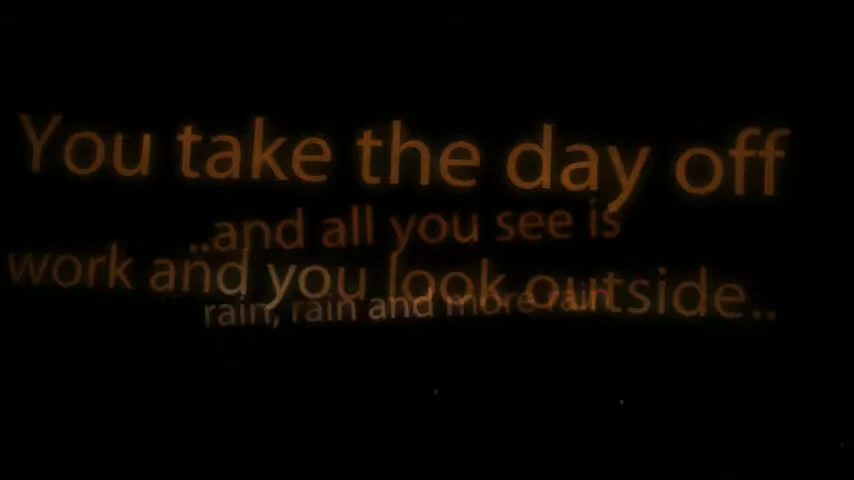 You take the day off
..and all you see is
work and you look outside..
rain, rain and more rain